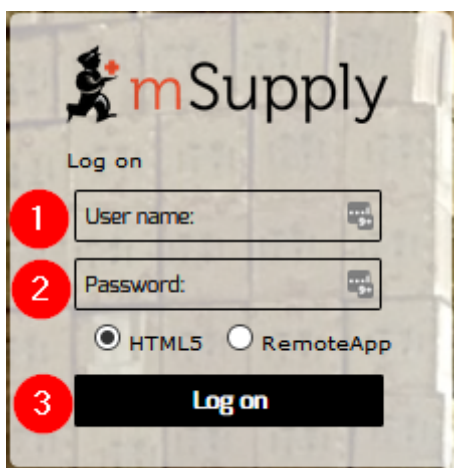 mSupply
Log on
1 User name:
2 Password:
HTML5 RemoteApp
3 Log on